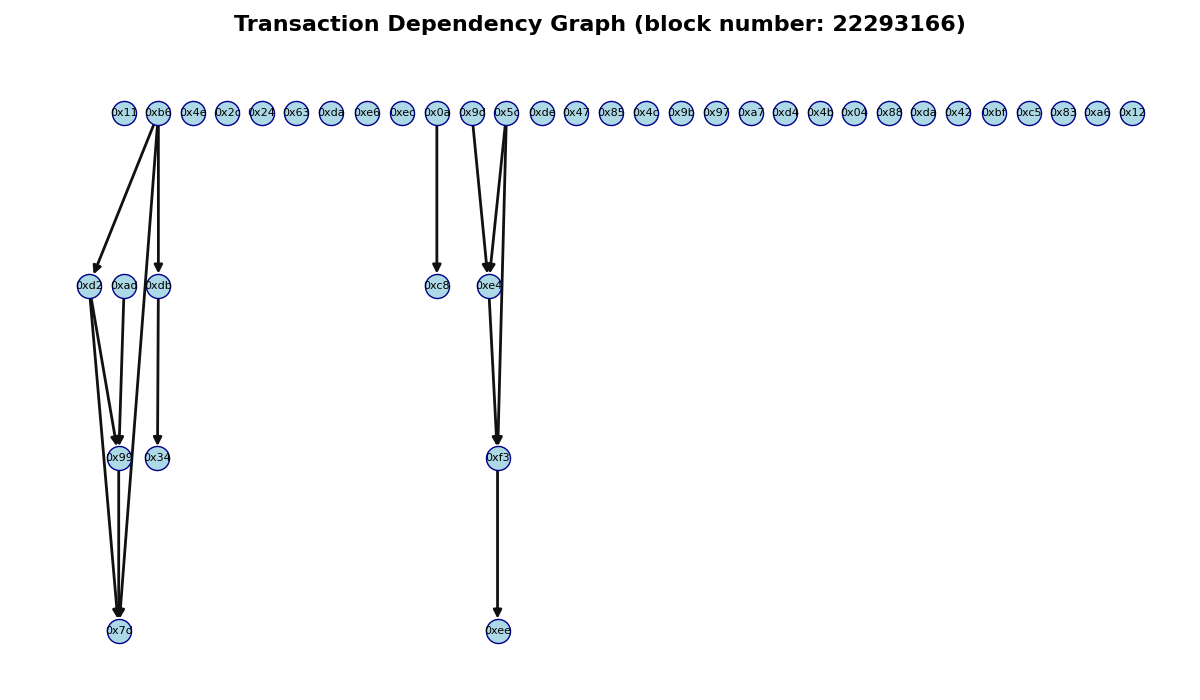 Transaction Dependency Graph (block number: 22293166)
0x11 0xb6 0x4e 0x2c 0x24 0x63 0xda 0xe6 0xec 0x0a 0x9d 0x5c 0xde 0x47 0x85 0x4c 0x9b 0x97 0xa7 0xd4 0x4b 0x04 0x88 0xda 0x42 0xbf 0xc5 0x83 0xa6 0x12
0xd2 0xad 0xdb 0xc8 0xe4
0x99 0x34 0xf3
0x7d 0xee